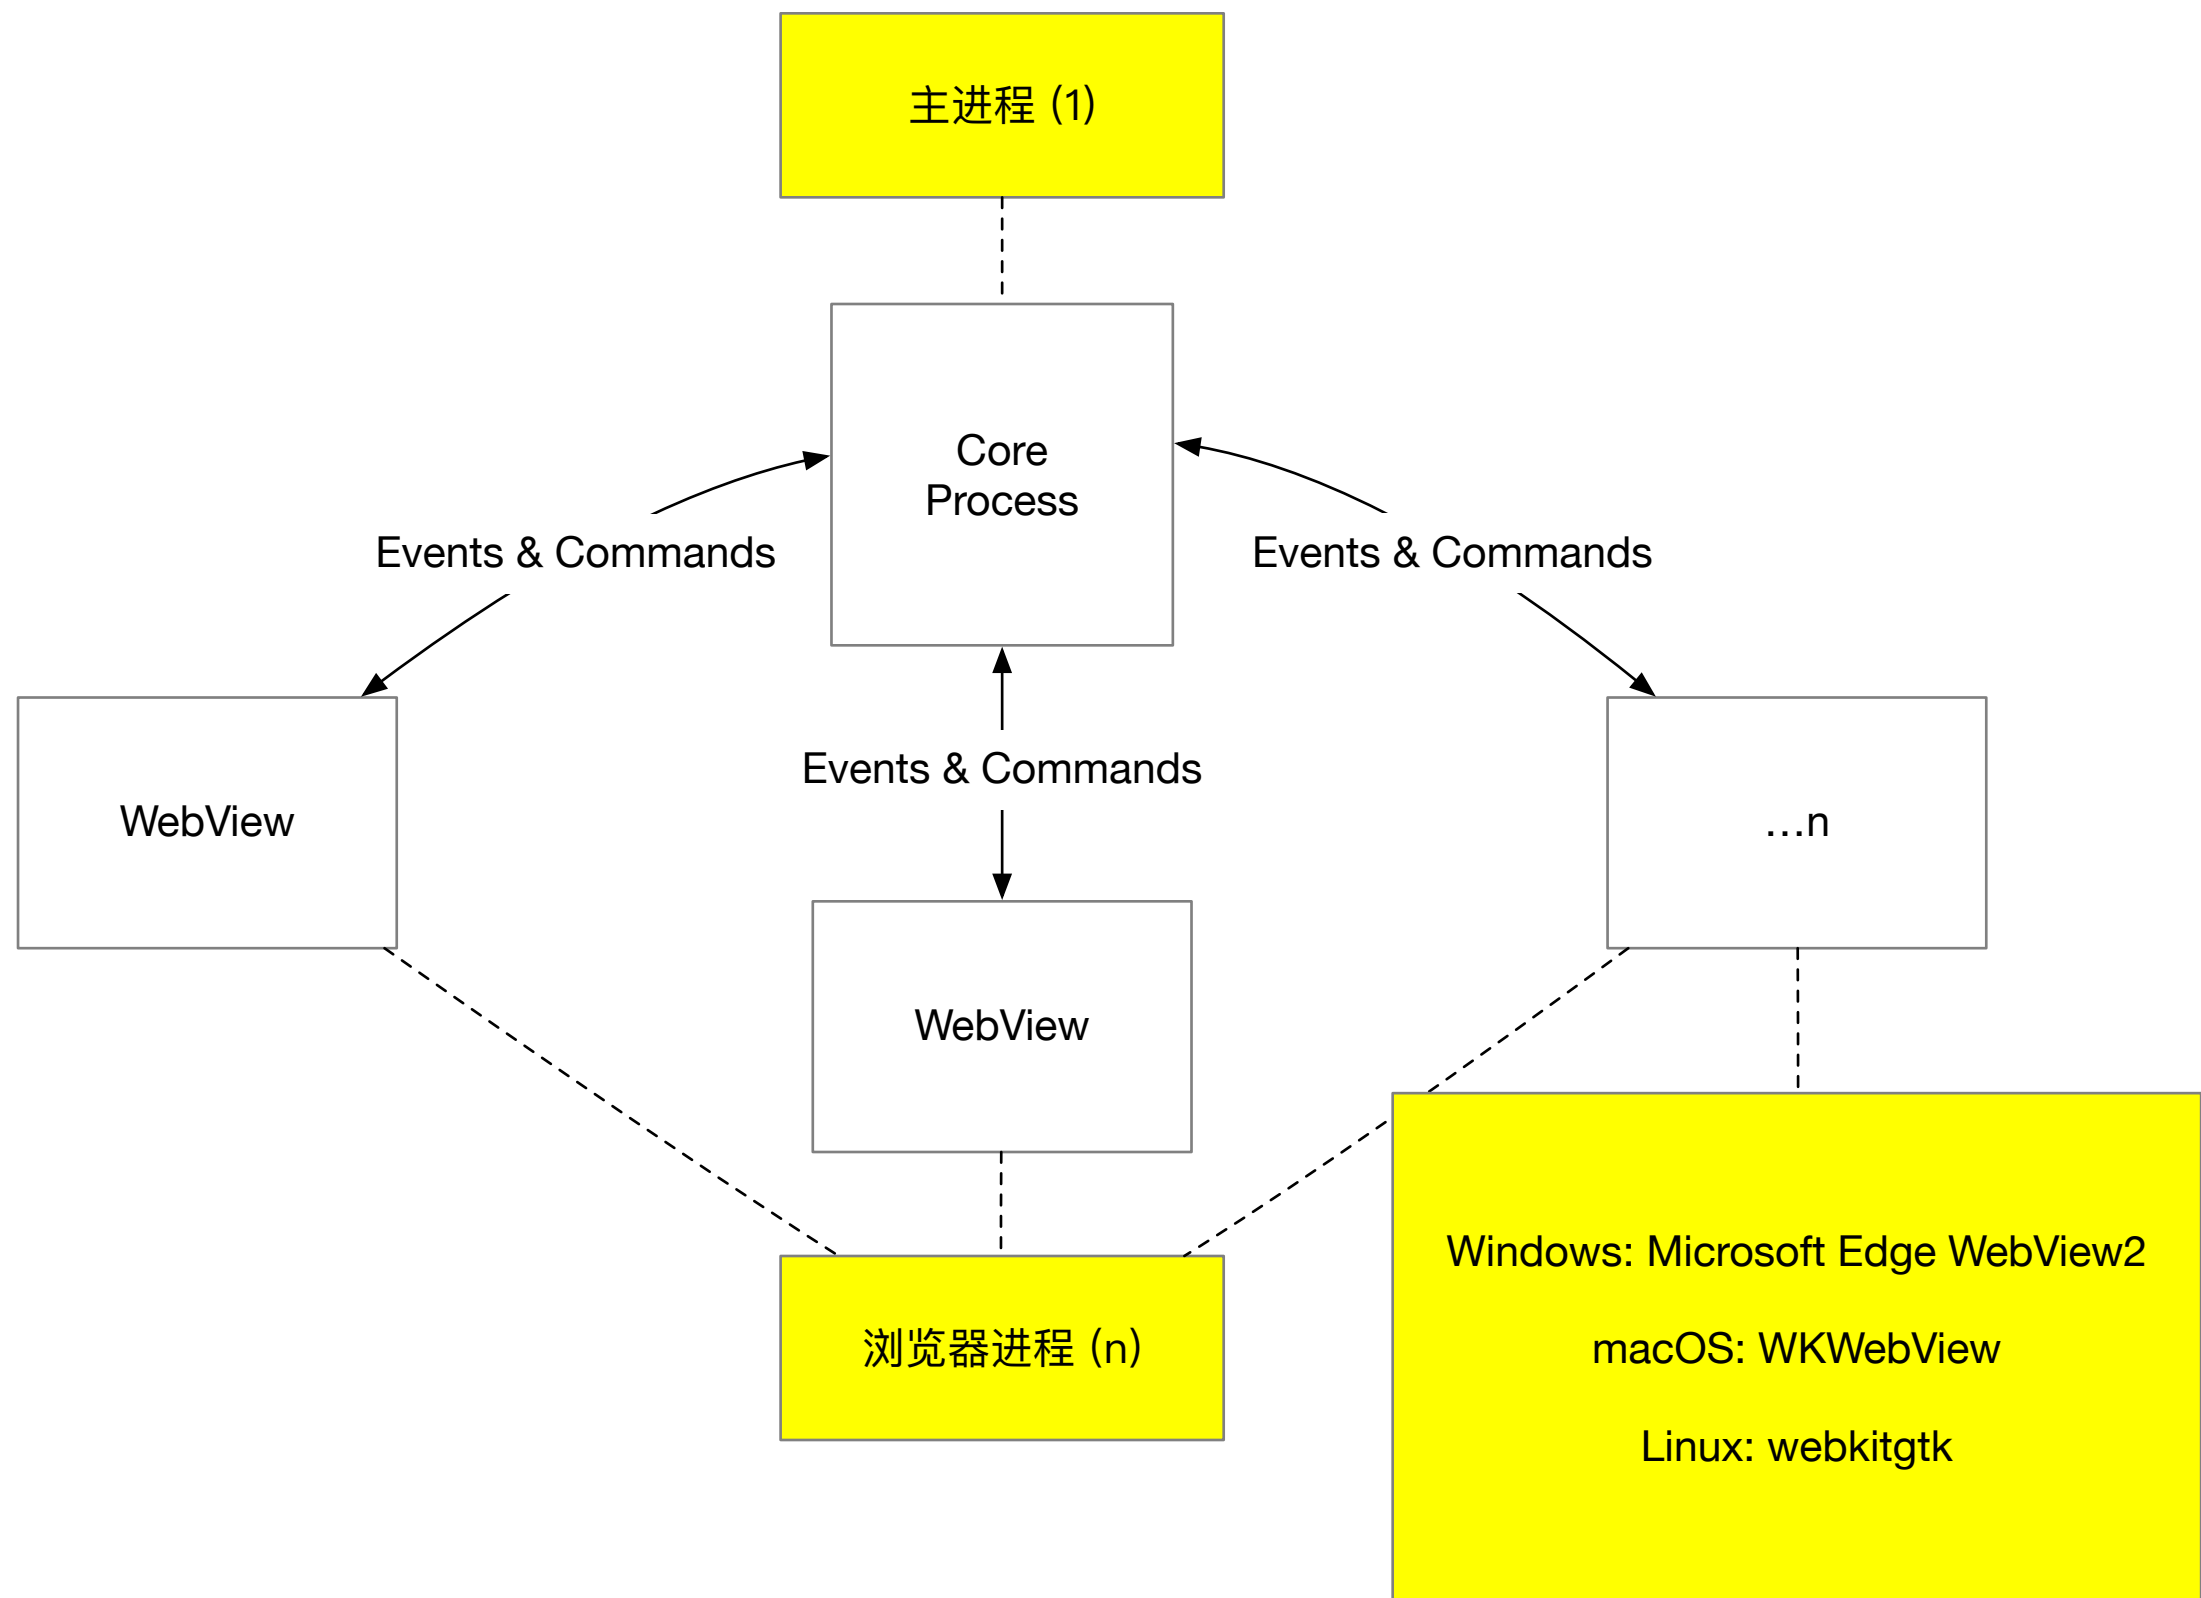 主进程 (1)
Core
Process
Events & Commands
Events & Commands
Events & Commands
WebView
…n
WebView
浏览器进程 (n)
Windows: Microsoft Edge WebView2
macOS: WKWebView
Linux: webkitgtk